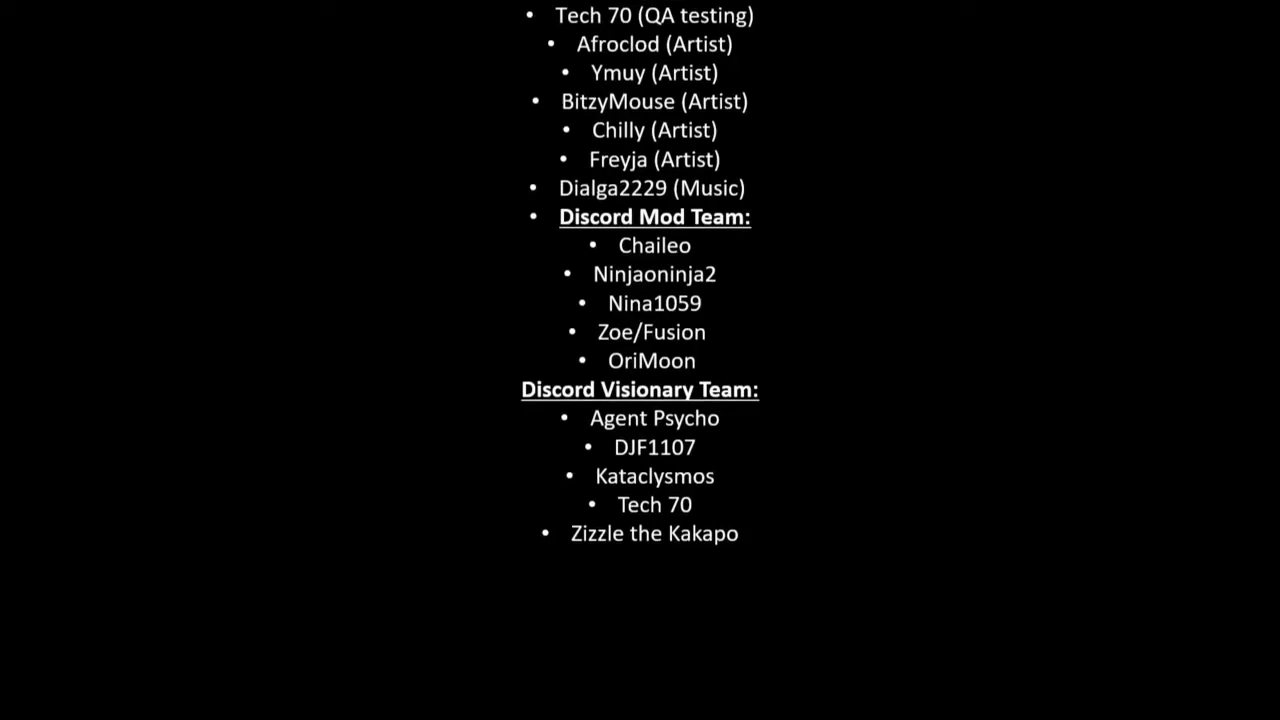 • Tech 70 (QA testing)
• Afroclod (Artist)
• Ymuy (Artist)
• BitzyMouse (Artist)
• Chilly (Artist)
• Freyja (Artist)
• Dialga2229 (Music)
• Discord Mod Team:
• Chaileo
• Ninjaoninja2
• Nina1059
• Zoe/Fusion
• OriMoon
Discord Visionary Team:
• Agent Psycho
• DJF1107
• Kataclysmos
• Tech 70
• Zizzle the Kakapo